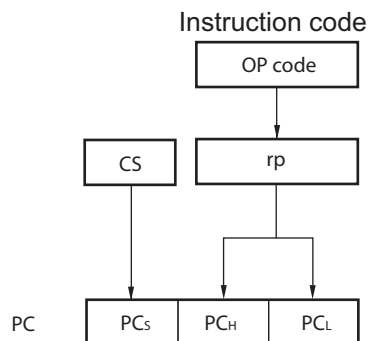 Instruction code
OP code
CS
rp
PC
PCS
PCH
PCL